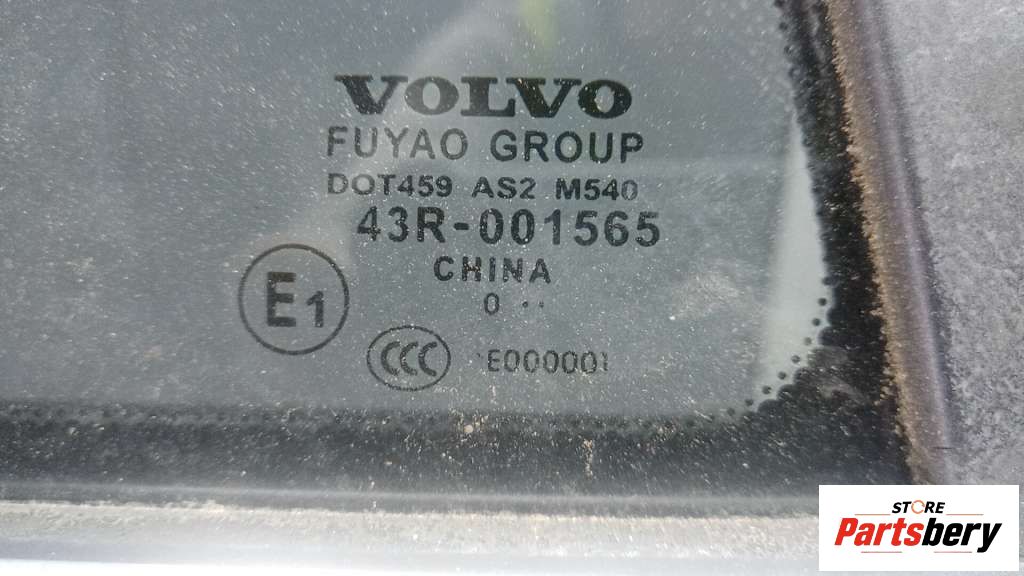 VOLVO
FUYAO GROUP
DOT459 AS2 M540
43R-001565
CHINA
0 ··
E1
CCC E000001
STORE
Partsbery